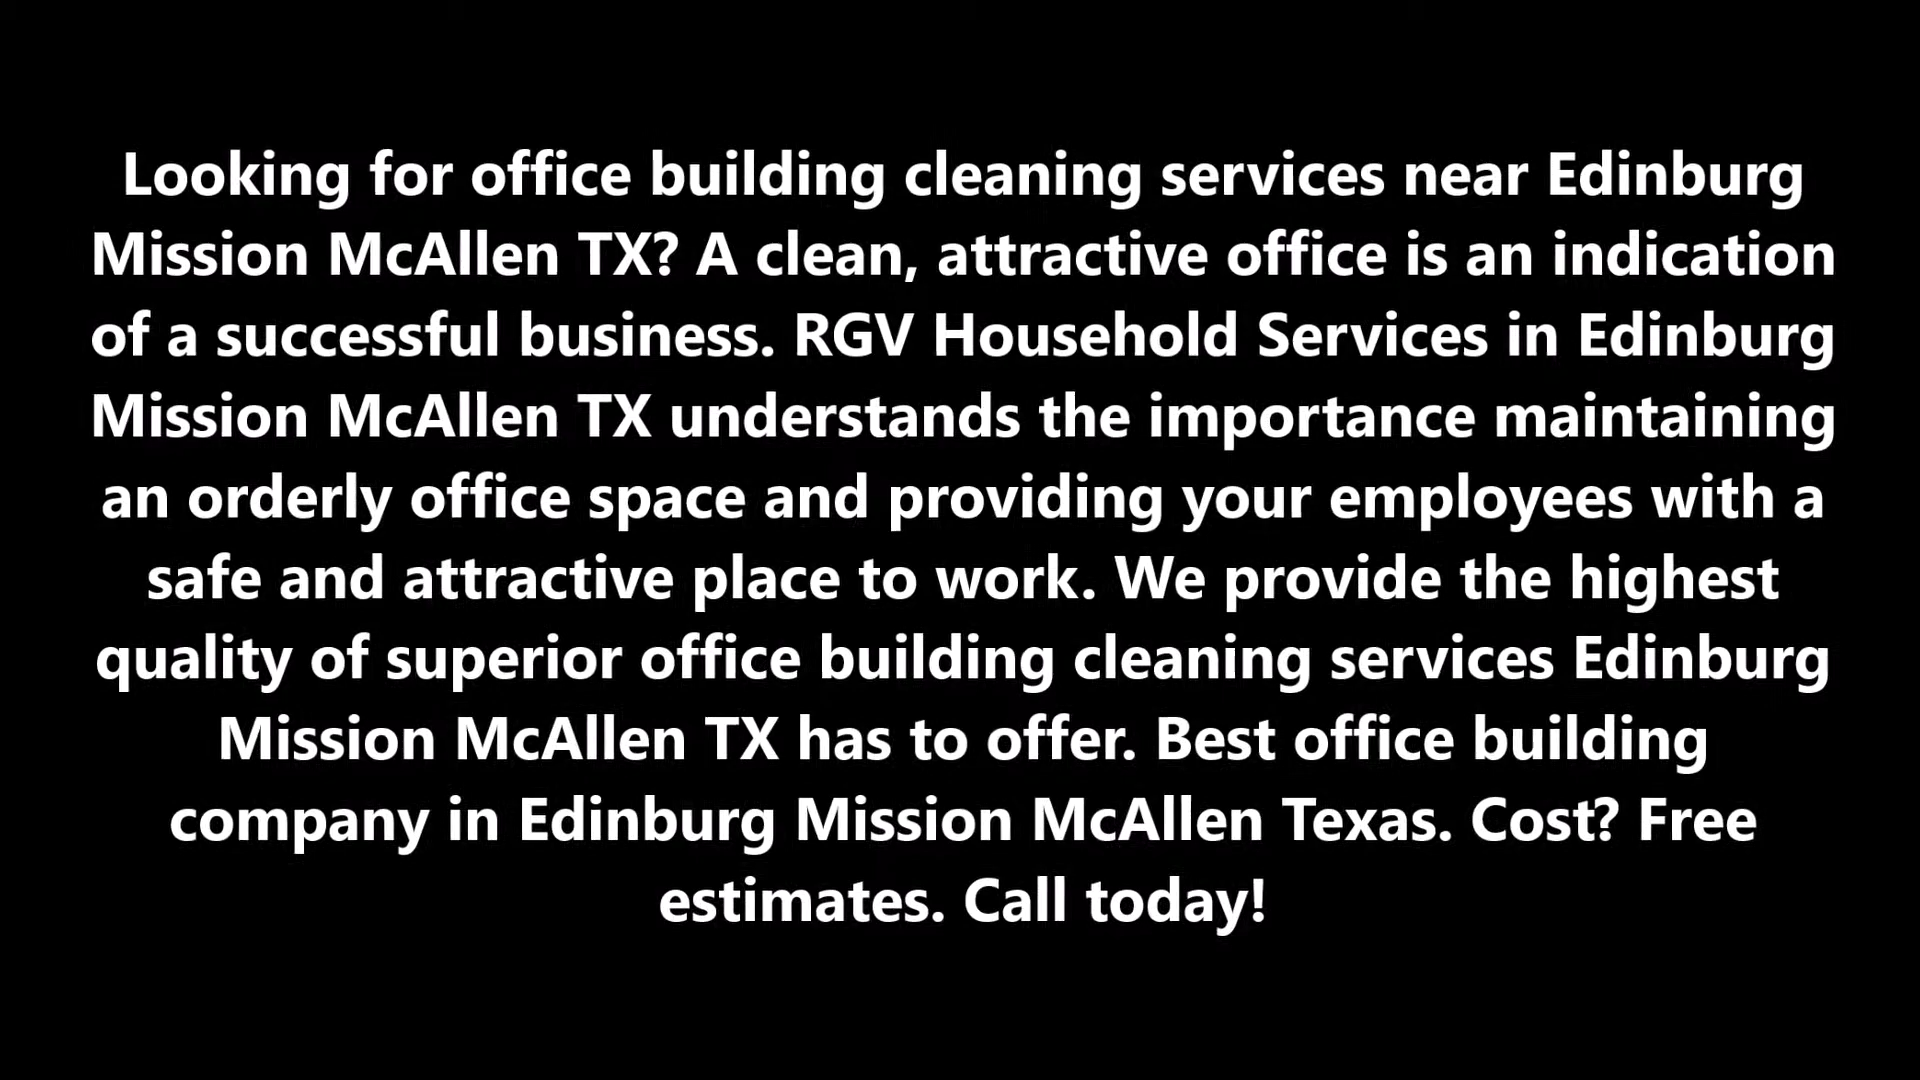 Looking for office building cleaning services near Edinburg
Mission McAllen TX? A clean, attractive office is an indication
of a successful business. RGV Household Services in Edinburg
Mission McAllen TX understands the importance maintaining
an orderly office space and providing your employees with a
safe and attractive place to work. We provide the highest
quality of superior office building cleaning services Edinburg
Mission McAllen TX has to offer. Best office building
company in Edinburg Mission McAllen Texas. Cost? Free
estimates. Call today!